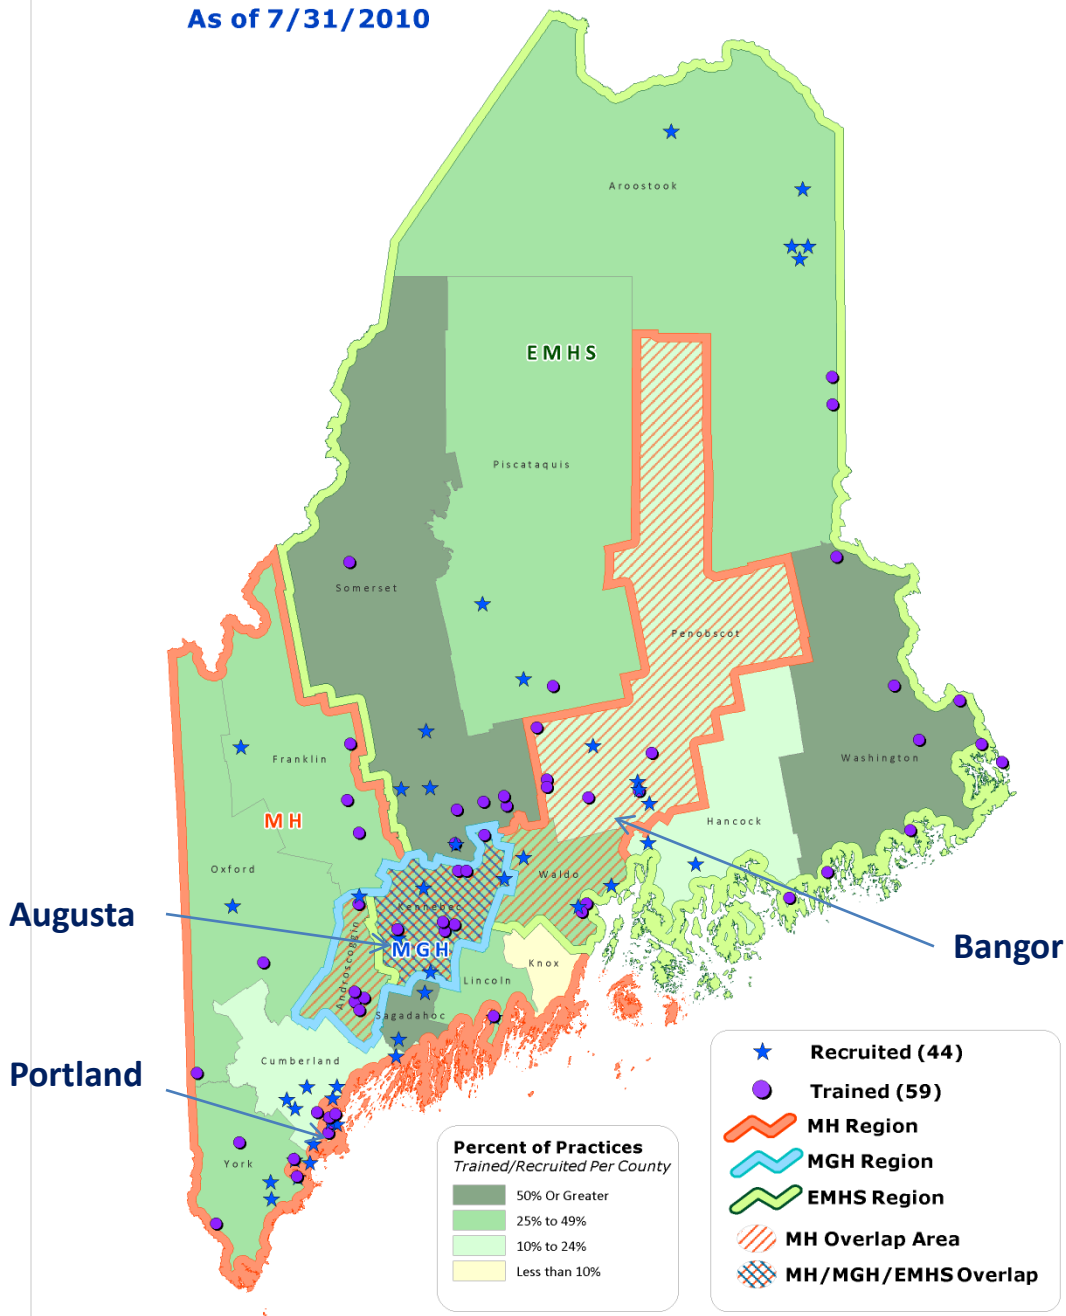 As of 7/31/2010
Aroostook
EMHS
Piscataquis
Somerset
Penobscot
Franklin
Washington
MH
Hancock
Oxford
Waldo
Kennebec
Augusta
Bangor
MGH
Knox
Androscoggin
Lincoln
Sagadahoc
Cumberland
Portland
York
Recruited (44)
Trained (59)
MH Region
MGH Region
EMHS Region
MH Overlap Area
MH/MGH/EMHS Overlap
Percent of Practices
Trained/Recruited Per County
50% Or Greater
25% to 49%
10% to 24%
Less than 10%